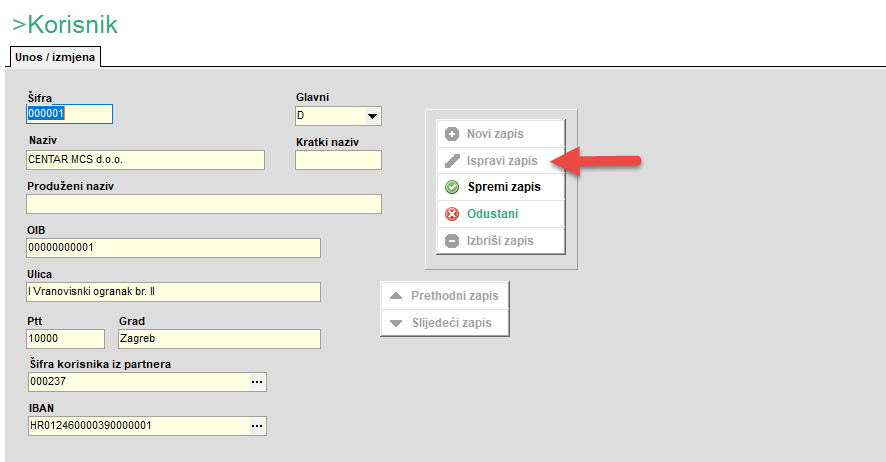 >Korisnik
Unos / izmjena
Šifra
000001
Glavni
D
Naziv
CENTAR MCS d.o.o.
Kratki naziv
Produženi naziv
OIB
00000000001
Ulica
I Vranovisnki ogranak br. II
Ptt
10000
Grad
Zagreb
Šifra korisnika iz partnera
000237
IBAN
HR012460000390000001
Novi zapis
Ispravi zapis
Spremi zapis
Odustani
Izbriši zapis
Prethodni zapis
Slijedeći zapis